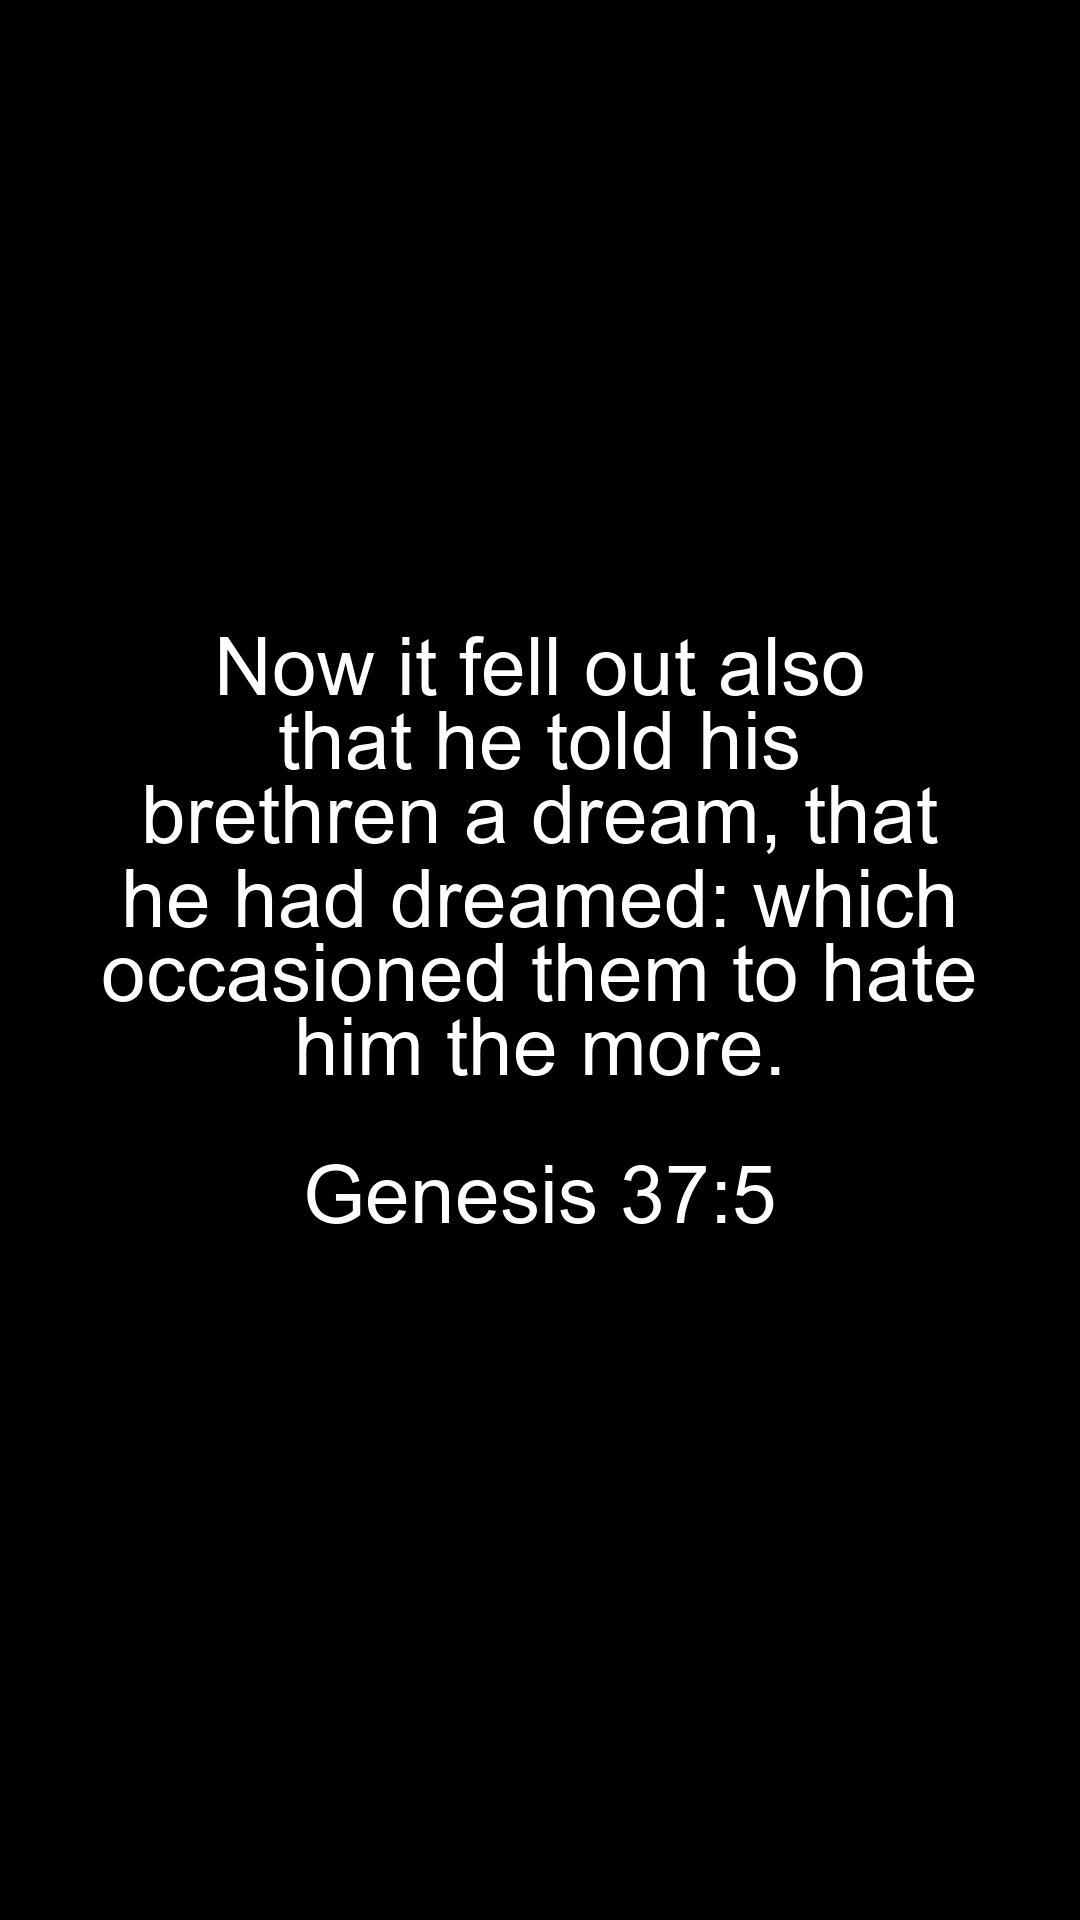 Now it fell out also
that he told his
brethren a dream, that
he had dreamed: which
occasioned them to hate
him the more.
Genesis 37:5